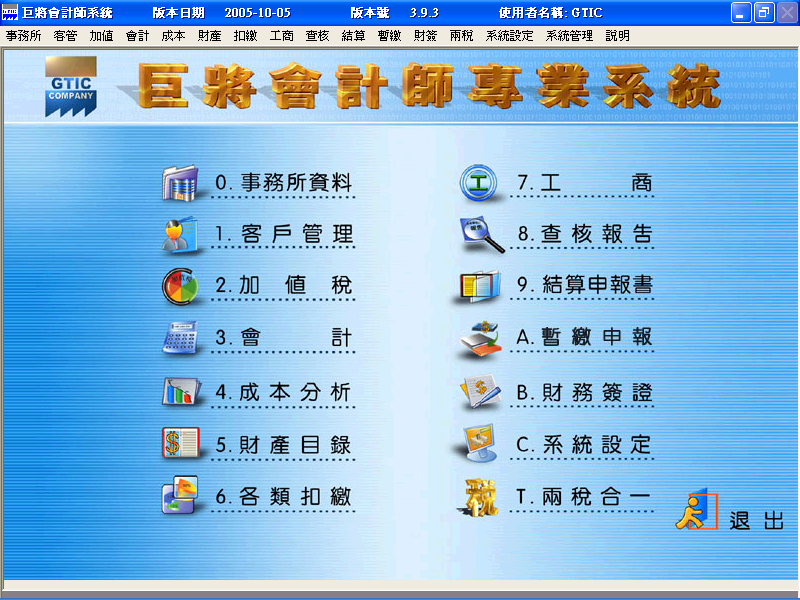 巨將會計師系統 版本日期 2005-10-05 版本號 3.9.3 使用者名稱: GTIC
事務所 客管 加值 會計 成本 財產 扣繳 工商 查核 結算 暫繳 財簽 兩稅 系統設定 系統管理 說明
GTIC
COMPANY
巨將會計師專業系統
0.事務所資料
1.客戶管理
2.加值稅
3.會計
4.成本分析
5.財產目錄
6.各類扣繳
7.工商
8.查核報告
9.結算申報書
A.暫繳申報
B.財務簽證
C.系統設定
T.兩稅合一
退出